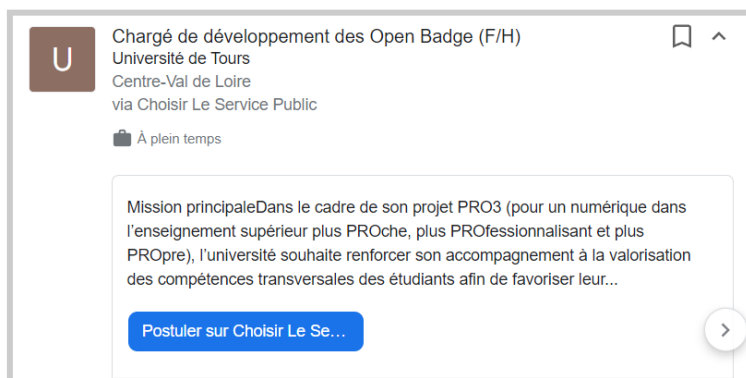 U
Chargé de développement des Open Badge (F/H)
Université de Tours
Centre-Val de Loire
via Choisir Le Service Public
À plein temps
Mission principaleDans le cadre de son projet PRO3 (pour un numérique dans
l'enseignement supérieur plus PROche, plus PROfessionnalisant et plus
PROpre), l'université souhaite renforcer son accompagnement à la valorisation
des compétences transversales des étudiants afin de favoriser leur...
Postuler sur Choisir Le Se…